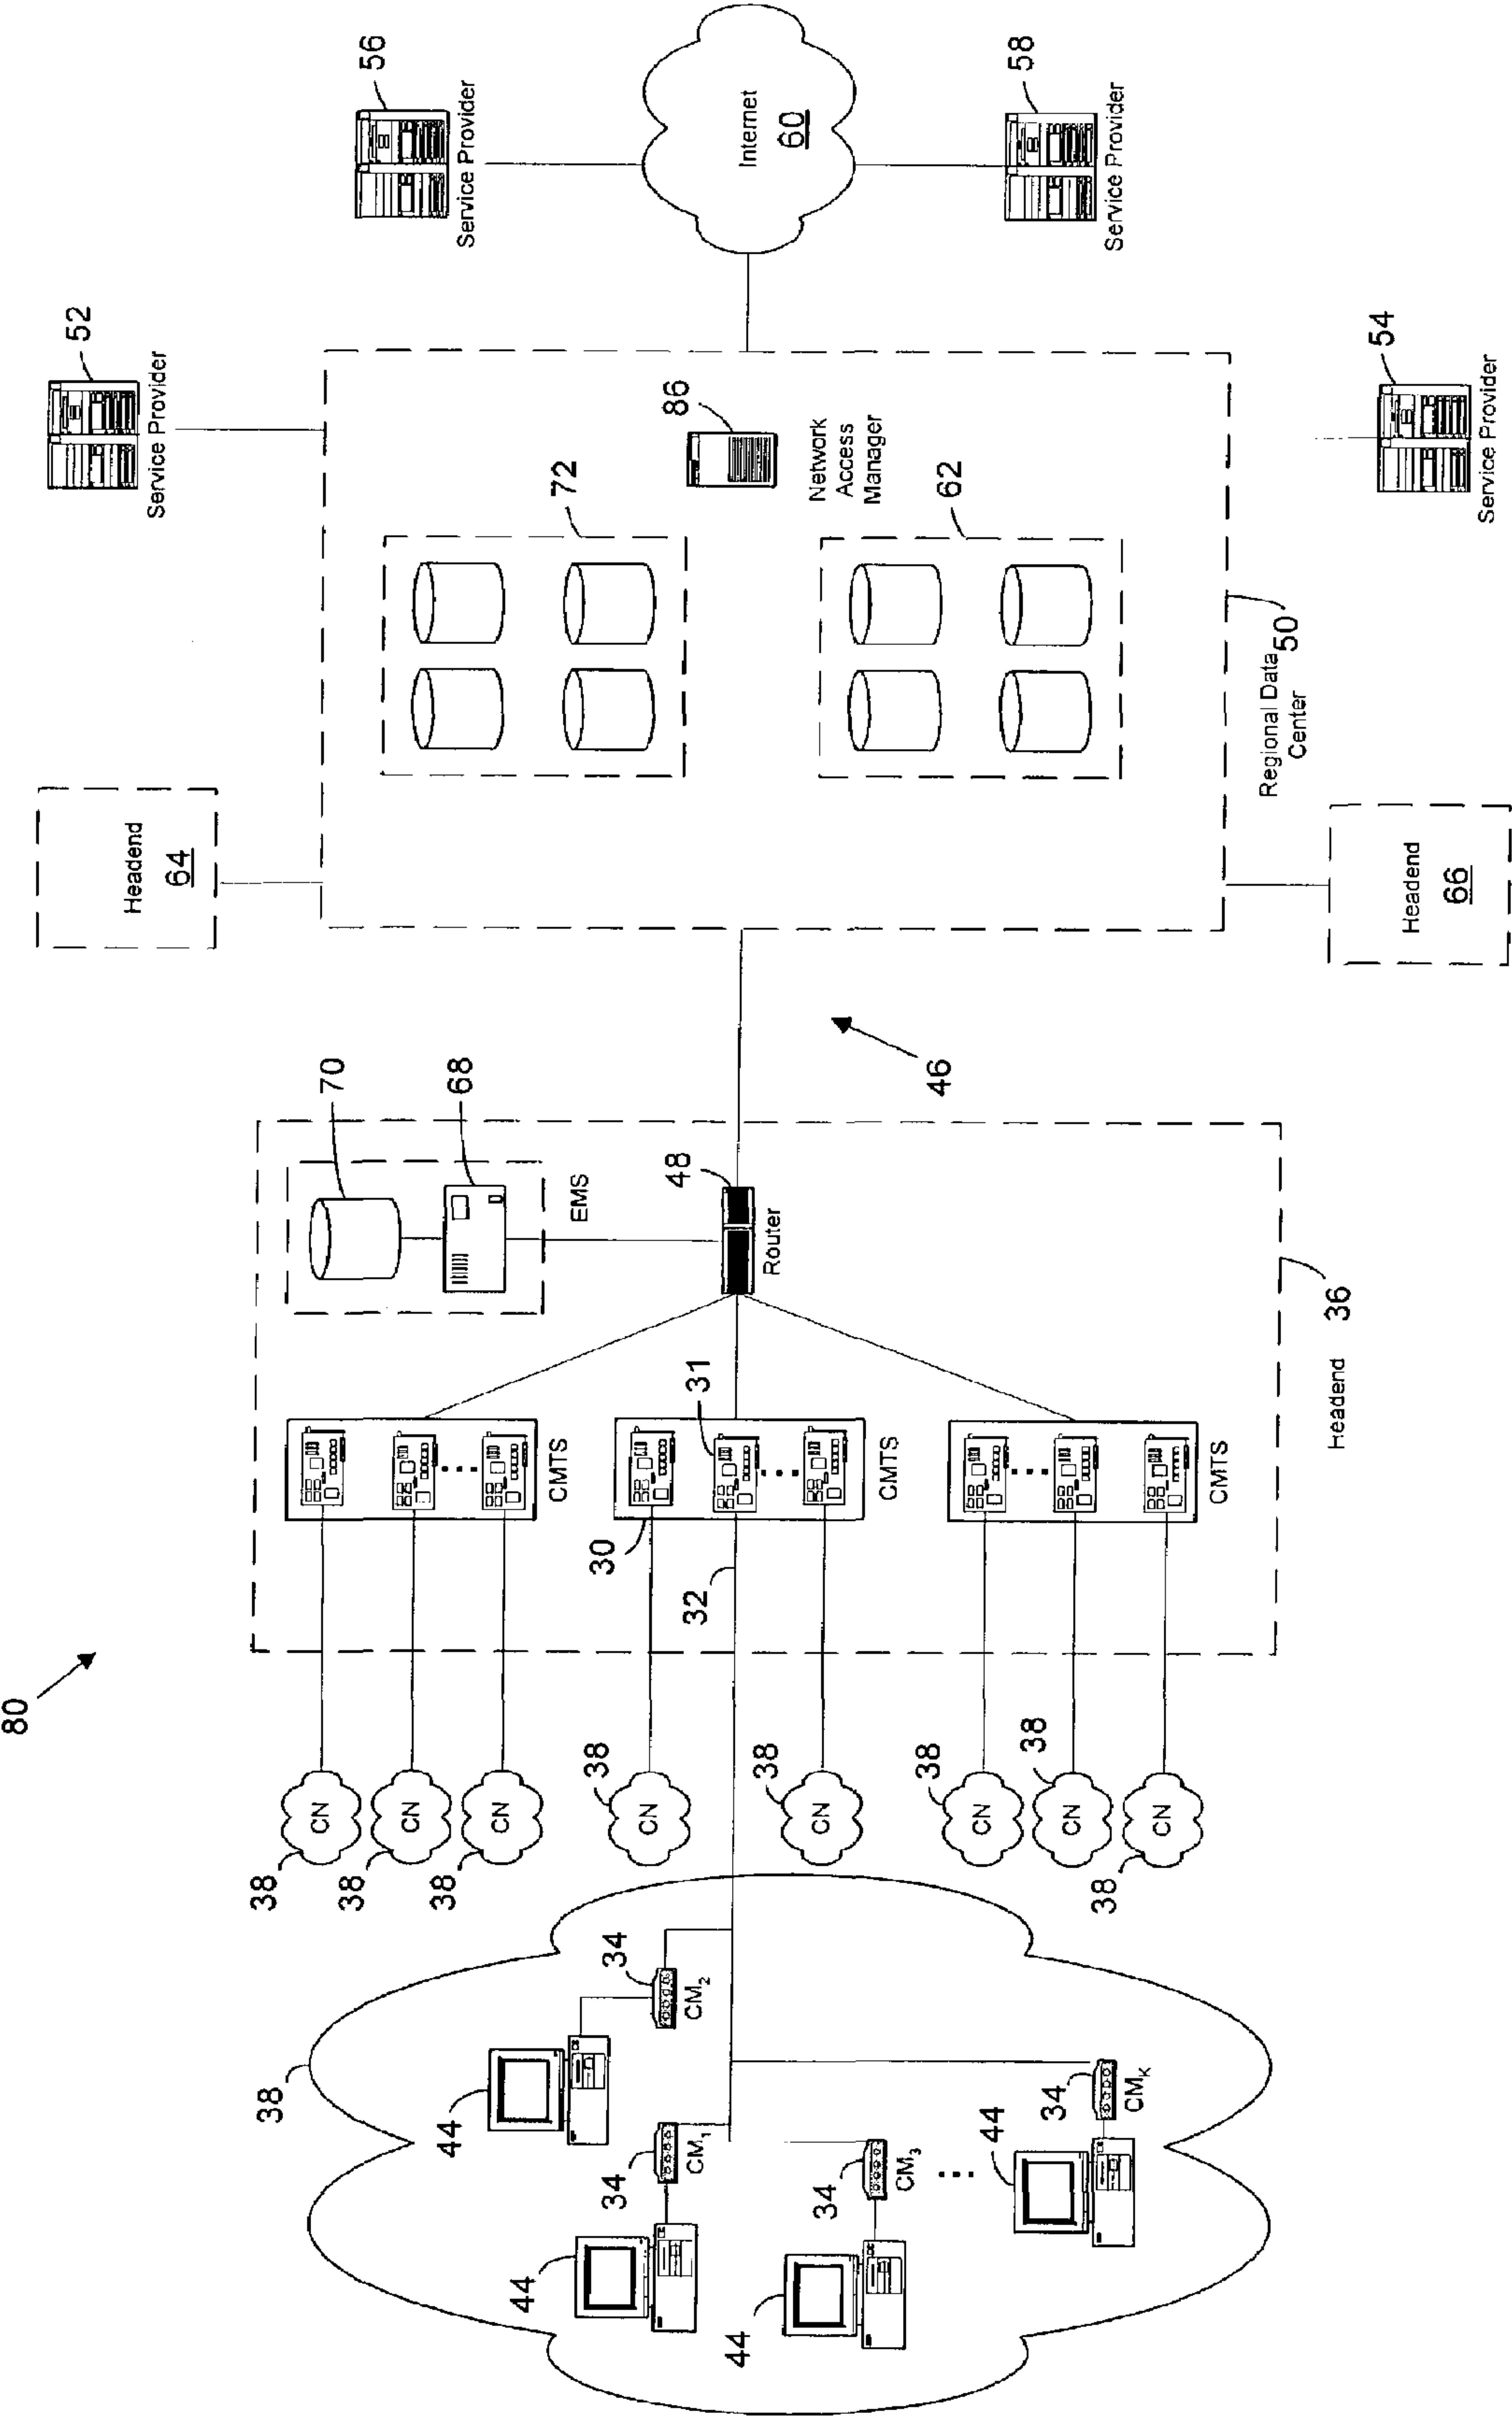 80
38
44
34
CM₂
44
34
CM₁
44
34
CM₃
...
44
34
CMₖ
38
CN
38
CN
38
CN
38
CN
38
CN
38
CN
38
CN
38
CN
30
32
31
...
CMTS
...
CMTS
...
CMTS
70
68
EMS
48
Router
Headend
36
46
Headend
64
Headend
66
72
62
86
Network
Access
Manager
Regional Data
Center
50
52
Service Provider
54
Service Provider
56
Service Provider
58
Service Provider
Internet
60